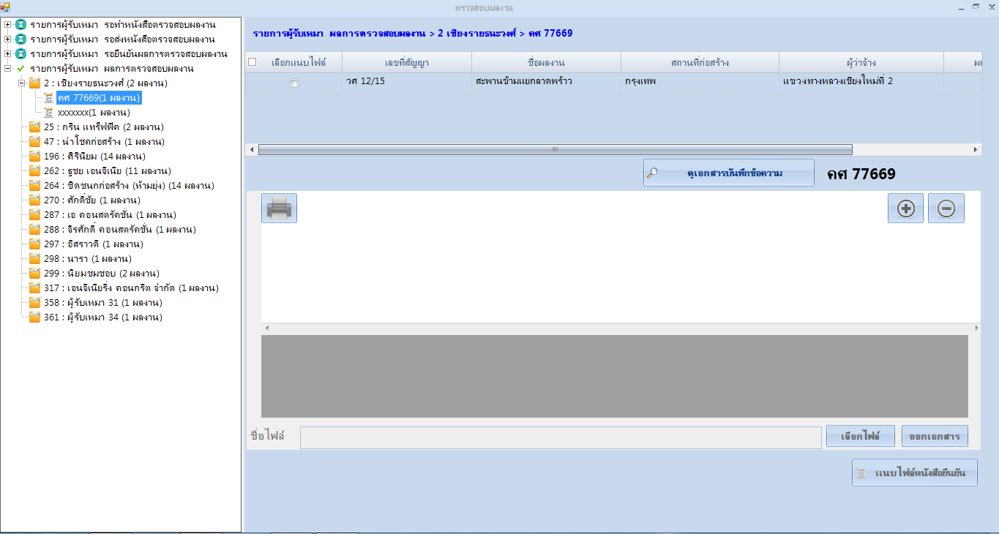 ตรวจสอบผลงาน
รายการผู้รับเหมา รอทำหนังสือตรวจสอบผลงาน
รายการผู้รับเหมา รอส่งหนังสือตรวจสอบผลงาน
รายการผู้รับเหมา รอยืนยันผลการตรวจสอบผลงาน
รายการผู้รับเหมา ผลการตรวจสอบผลงาน
2 : เชียงรายธนะวงศ์ (2 ผลงาน)
คศ 77669(1 ผลงาน)
xxxxxxx(1 ผลงาน)
25 : กรีน แทร็ฟฟิค (2 ผลงาน)
47 : นำโชคก่อสร้าง (1 ผลงาน)
196 : ศิรินิยม (14 ผลงาน)
262 : ธูชย เอนจิเนีย (11 ผลงาน)
264 : ชิดชนกก่อสร้าง (ห้ามยุ่ง) (14 ผลงาน)
270 : ศักดิ์ชัย (1 ผลงาน)
287 : เอ คอนสตรัคชั่น (1 ผลงาน)
288 : จิรศักดิ์ คอนสตรัคชั่น (1 ผลงาน)
297 : อิสราวดี (1 ผลงาน)
298 : นารา (1 ผลงาน)
299 : นิยมชมชอบ (2 ผลงาน)
317 : เอนจิเนียริ่ง คอนกรีต จำกัด (1 ผลงาน)
358 : ผู้รับเหมา 31 (1 ผลงาน)
361 : ผู้รับเหมา 34 (1 ผลงาน)
รายการผู้รับเหมา ผลการตรวจสอบผลงาน > 2 เชียงรายธนะวงศ์ > คศ 77669
เลือกแนบไฟล์ เลขที่สัญญา ชื่อผลงาน สถานที่ก่อสร้าง ผู้ว่าจ้าง
วศ 12/15 สะพานข้ามแยกลาดพร้าว กรุงเทพ แขวงทางหลวงเชียงใหม่ที่ 2
ดูเอกสารบันทึกข้อความ คศ 77669
ชื่อไฟล์ เลือกไฟล์ ออกเอกสาร
แนบไฟล์หนังสือยืนยัน